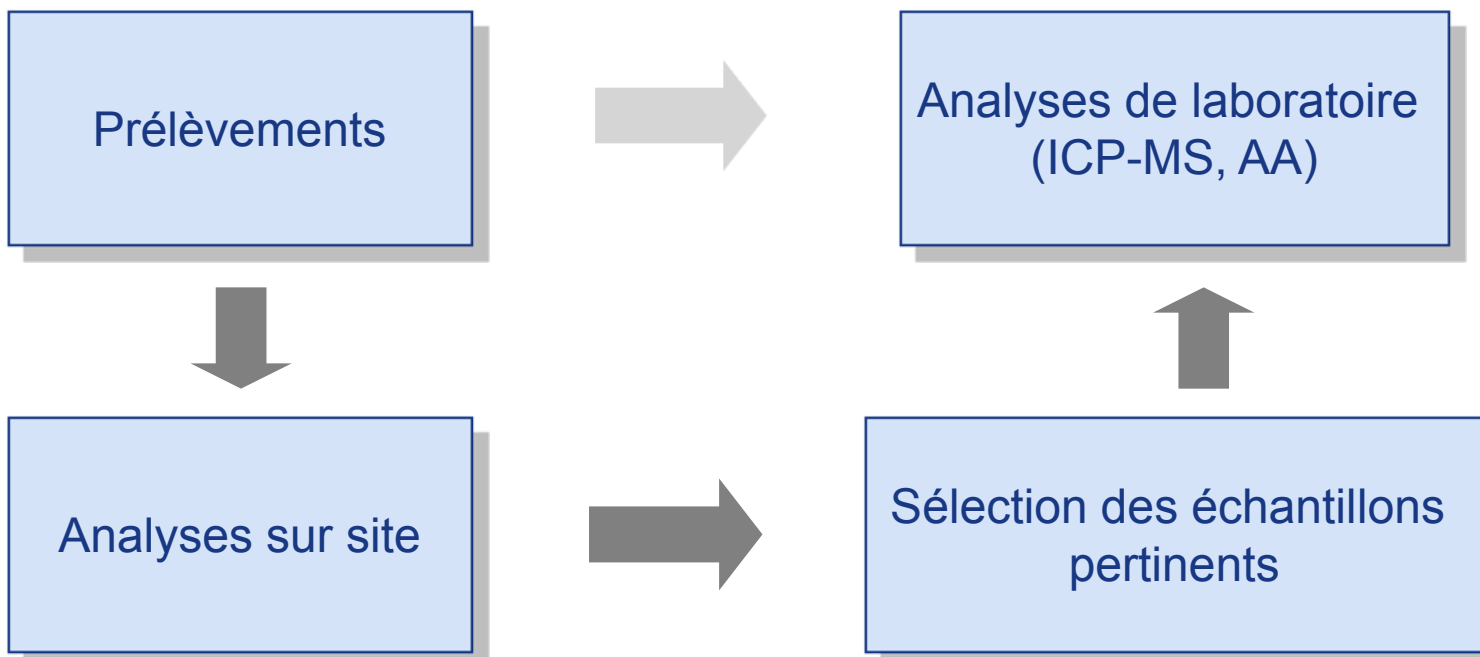 Prélèvements
Analyses de laboratoire
(ICP-MS, AA)
Analyses sur site
Sélection des échantillons
pertinents